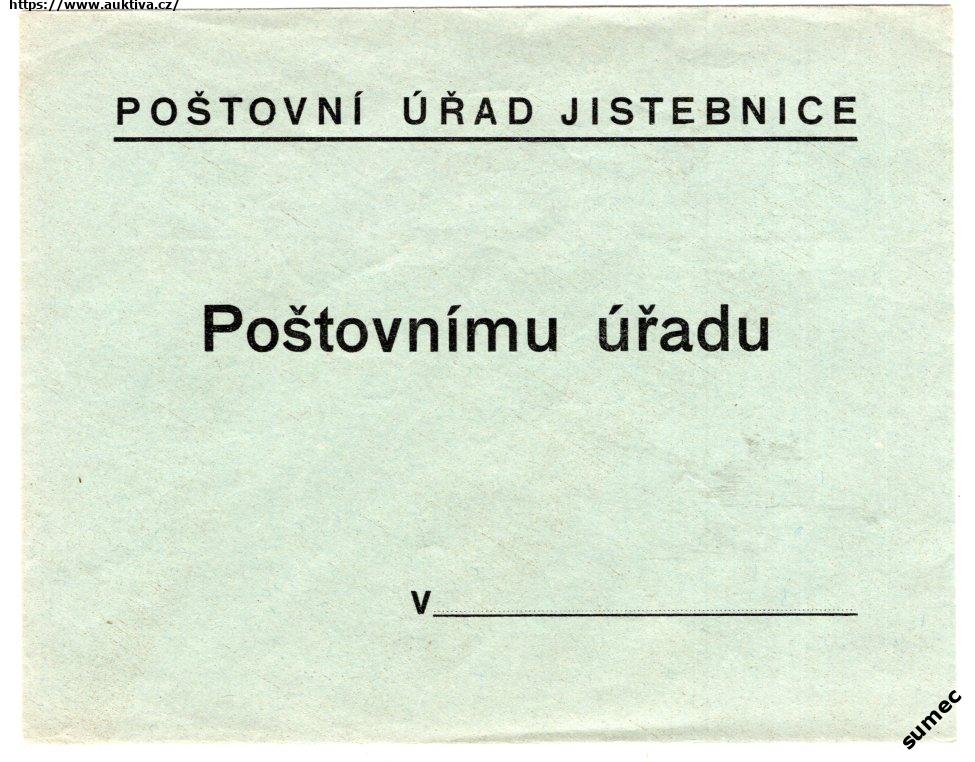 https://www.auktiva.cz/
POŠTOVNÍ ÚŘAD JISTEBNICE
Poštovnímu úřadu
v
sumec